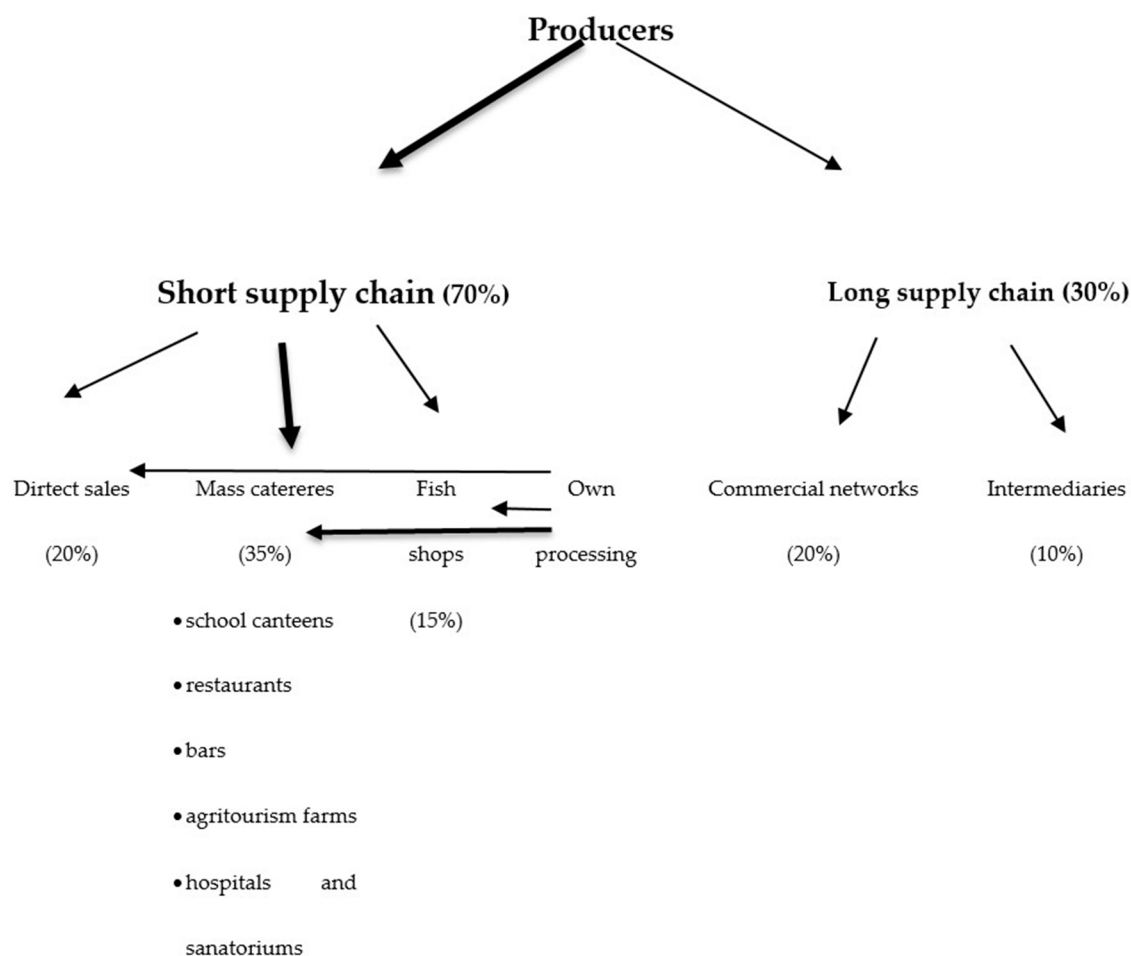 Producers
Short supply chain (70%)
Long supply chain (30%)
Dirtect sales
(20%)
Mass catereres
(35%)
• school canteens
• restaurants
• bars
• agritourism farms
• hospitals and
sanatoriums
Fish
shops
(15%)
Own
processing
Commercial networks
(20%)
Intermediaries
(10%)